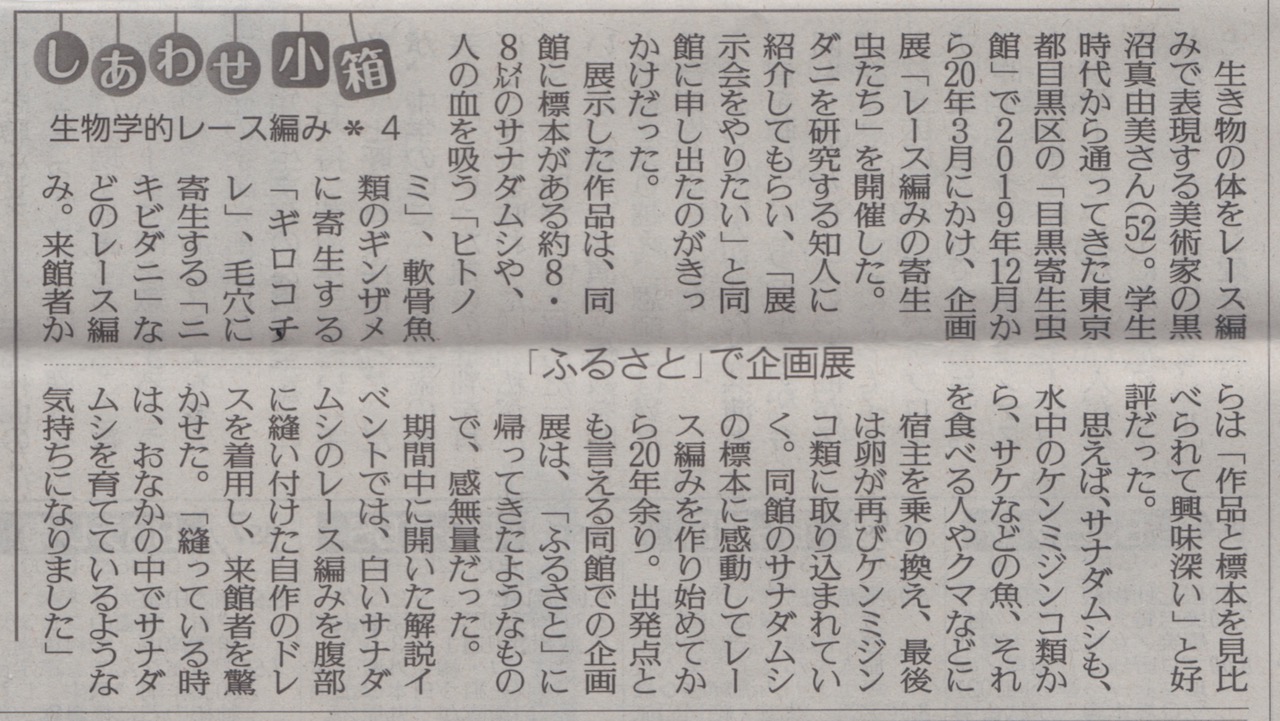 しあわせ小箱
生物学的レース編み＊4
「ふるさと」で企画展
　生き物の体をレース編
みで表現する美術家の黒
沼真由美さん(52)。学生
時代から通ってきた東京
都目黒区の「目黒寄生虫
館」で2019年12月か
ら20年3月にかけ、企画
展「レース編みの寄生
虫たち」を開催した。
ダニを研究する知人に
紹介してもらい、「展
示会をやりたい」と同
館に申し出たのがきっ
かけだった。
　展示した作品は、同
館に標本がある約8・
8㍍のサナダムシや、
人の血を吸う「ヒトノ
ミ」、軟骨魚
類のギンザメ
に寄生する
「ギロコチ
レ」、毛穴に
寄生する「ニ
キビダニ」な
どのレース編
み。来館者か
らは「作品と標本を見比
べられて興味深い」と好
評だった。
　思えば、サナダムシも、
水中のケンミジンコ類か
ら、サケなどの魚、それ
を食べる人やクマなどに
宿主を乗り換え、最後
は卵が再びケンミジン
コ類に取り込まれてい
く。同館のサナダムシ
の標本に感動してレー
ス編みを作り始めてか
ら20年余り。出発点と
も言える同館での企画
展は、「ふるさと」に
帰ってきたようなもの
で、感無量だった。
　期間中に開いた解説イ
ベントでは、白いサナダ
ムシのレース編みを腹部
に縫い付けた自作のドレ
スを着用し、来館者を驚
かせた。「縫っている時
は、おなかの中でサナダ
ムシを育てているような
気持ちになりました」